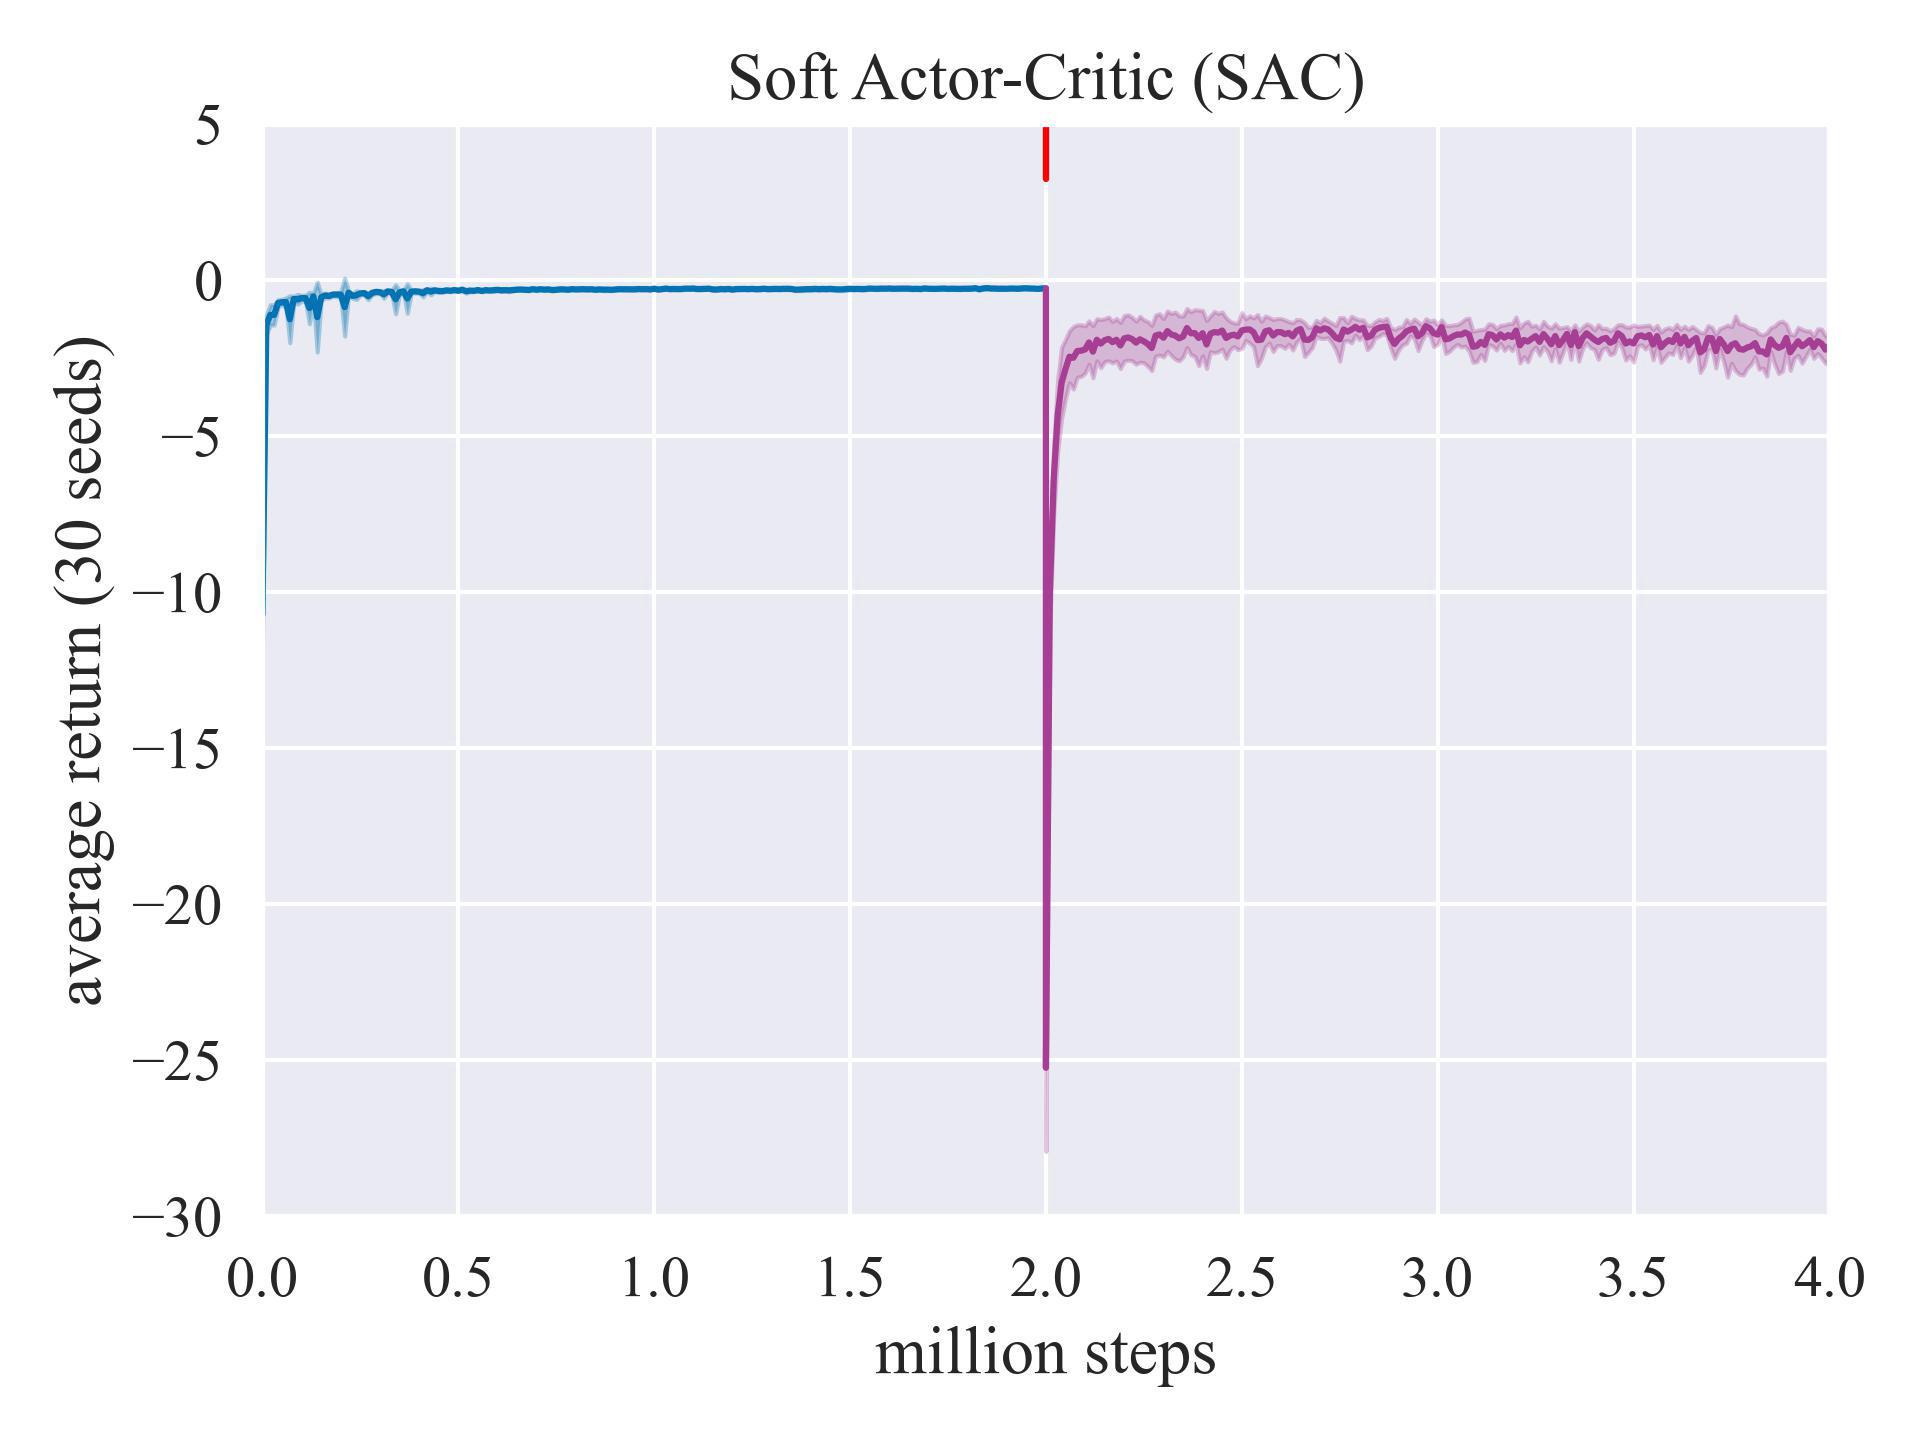 Soft Actor-Critic (SAC)
5
0
−5
−10
−15
−20
−25
−30
average return (30 seeds)
0.0 0.5 1.0 1.5 2.0 2.5 3.0 3.5 4.0
million steps